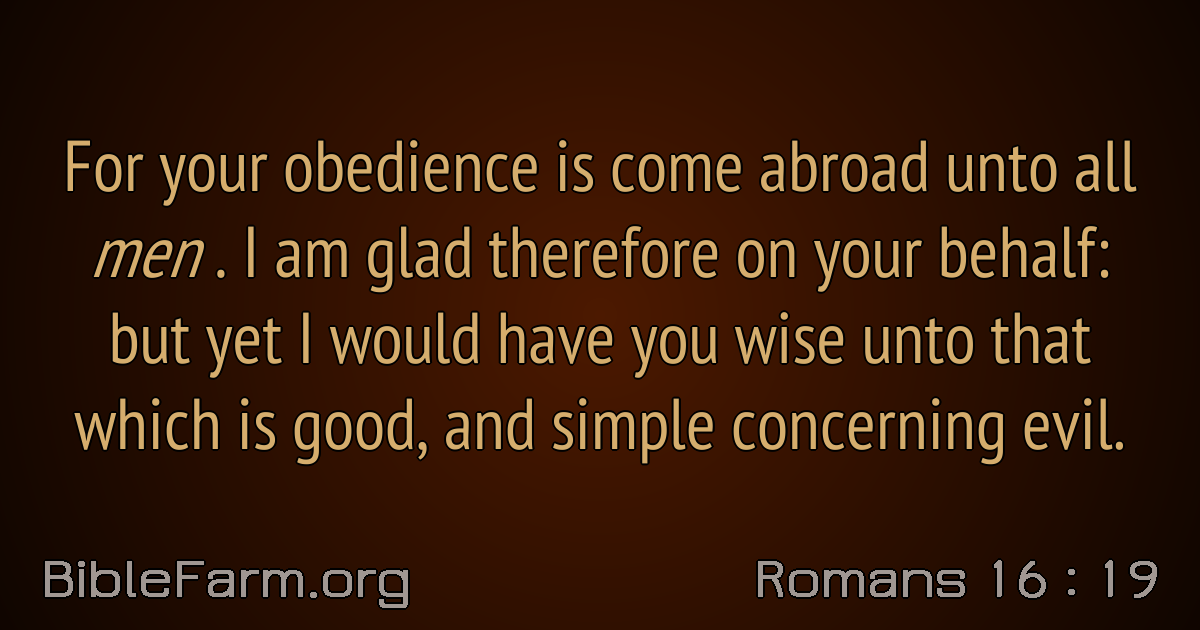 For your obedience is come abroad unto all
men . I am glad therefore on your behalf:
but yet I would have you wise unto that
which is good, and simple concerning evil.
BibleFarm.org
Romans 16 : 19